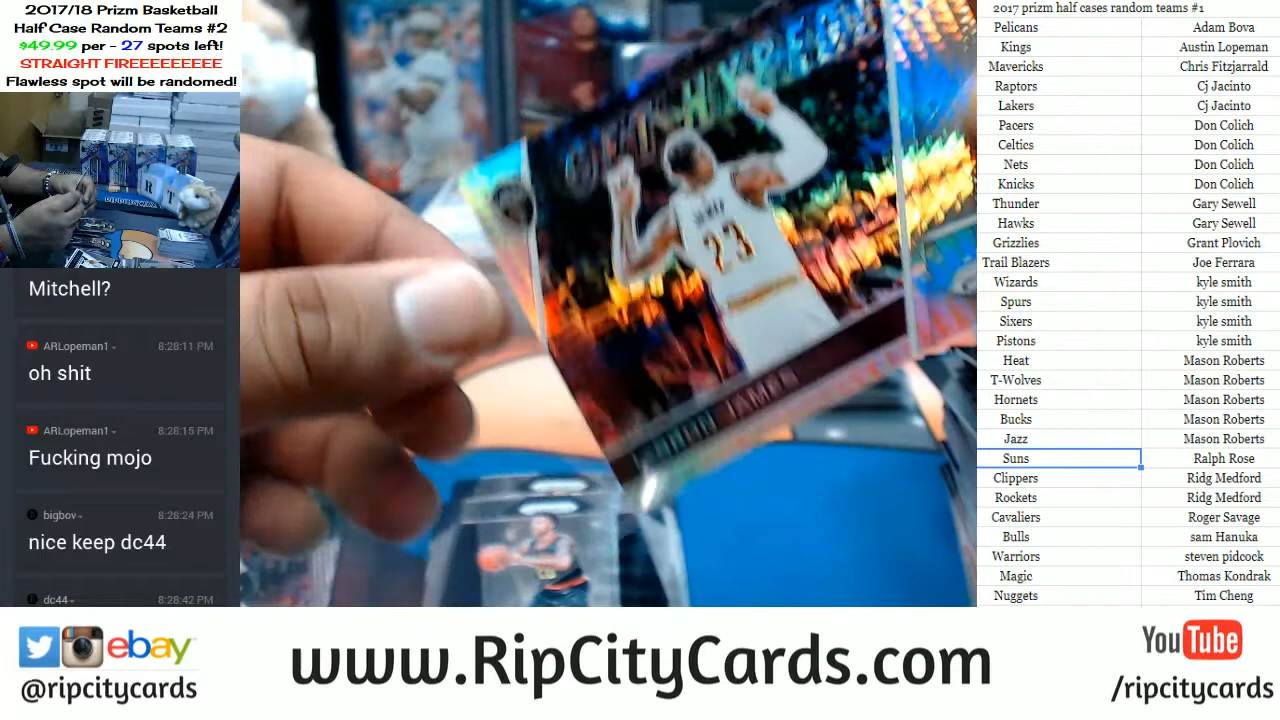 2017/18 Prizm Basketball
Half Case Random Teams #2
$49.99 per - 27 spots left!
STRAIGHT FIREEEEEEEEE
Flawless spot will be randomed!
Mitchell?
ARLopeman1 8:28:11 PM
oh shit
ARLopeman1 8:28:15 PM
Fucking mojo
bigbov 8:28:24 PM
nice keep dc44
dc44 8:28:42 PM
JAMES
23
JAMES
2017 prizm half cases random teams #1
Pelicans Adam Bova
Kings Austin Lopeman
Mavericks Chris Fitzjarrald
Raptors Cj Jacinto
Lakers Cj Jacinto
Pacers Don Colich
Celtics Don Colich
Nets Don Colich
Knicks Don Colich
Thunder Gary Sewell
Hawks Gary Sewell
Grizzlies Grant Plovich
Trail Blazers Joe Ferrara
Wizards kyle smith
Spurs kyle smith
Sixers kyle smith
Pistons kyle smith
Heat Mason Roberts
T-Wolves Mason Roberts
Hornets Mason Roberts
Bucks Mason Roberts
Jazz Mason Roberts
Suns Ralph Rose
Clippers Ridg Medford
Rockets Ridg Medford
Cavaliers Roger Savage
Bulls sam Hanuka
Warriors steven pidcock
Magic Thomas Kondrak
Nuggets Tim Cheng
ebay
@ripcitycards
www.RipCityCards.com
YouTube
/ripcitycards